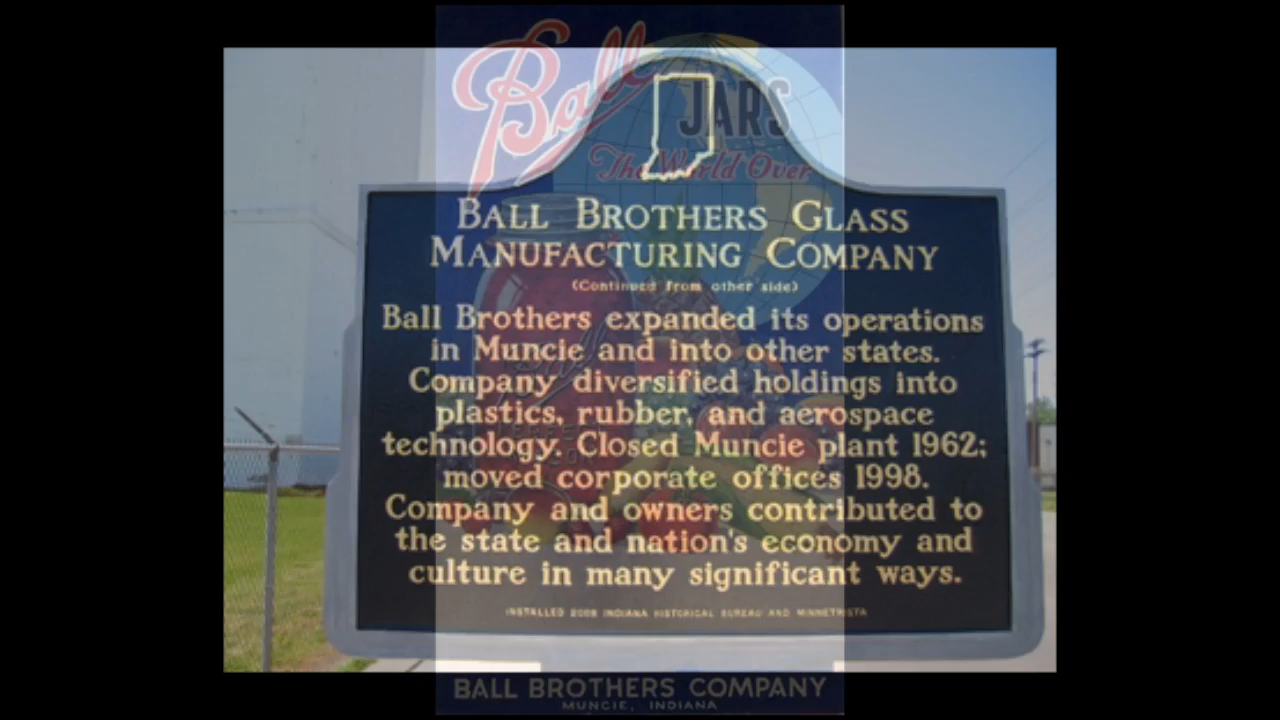 Ball
JARS
The World Over
BALL BROTHERS GLASS
MANUFACTURING COMPANY
(Continued from other side)
Ball Brothers expanded its operations
in Muncie and into other states.
Company diversified holdings into
plastics, rubber, and aerospace
technology. Closed Muncie plant 1962;
moved corporate offices 1998.
Company and owners contributed to
the state and nation's economy and
culture in many significant ways.
INSTALLED 2008 INDIANA HISTORICAL BUREAU AND MINNETRISTA
BALL BROTHERS COMPANY
MUNCIE, INDIANA